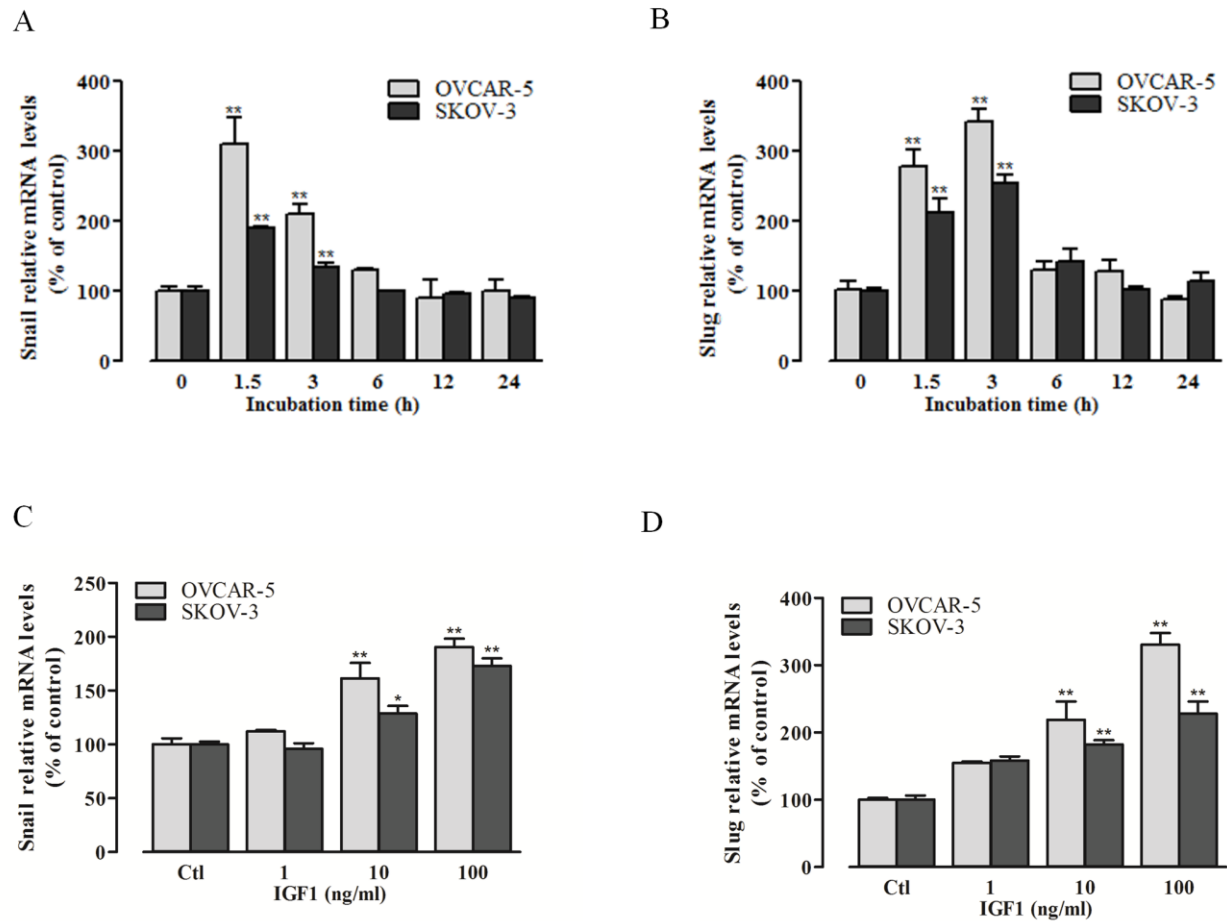 A
Snail relative mRNA levels
(% of control)
400
300
200
100
0
OVCAR-5
SKOV-3
**
**
**
**
0 1.5 3 6 12 24
Incubation time (h)
B
Slug relative mRNA levels
(% of control)
400
300
200
100
0
OVCAR-5
SKOV-3
**
**
**
**
0 1.5 3 6 12 24
Incubation time (h)
C
Snail relative mRNA levels
(% of control)
250
200
150
100
50
0
OVCAR-5
SKOV-3
**
*
**
**
Ctl 1 10 100
IGF1 (ng/ml)
D
Slug relative mRNA levels
(% of control)
400
300
200
100
0
OVCAR-5
SKOV-3
**
**
**
**
Ctl 1 10 100
IGF1 (ng/ml)